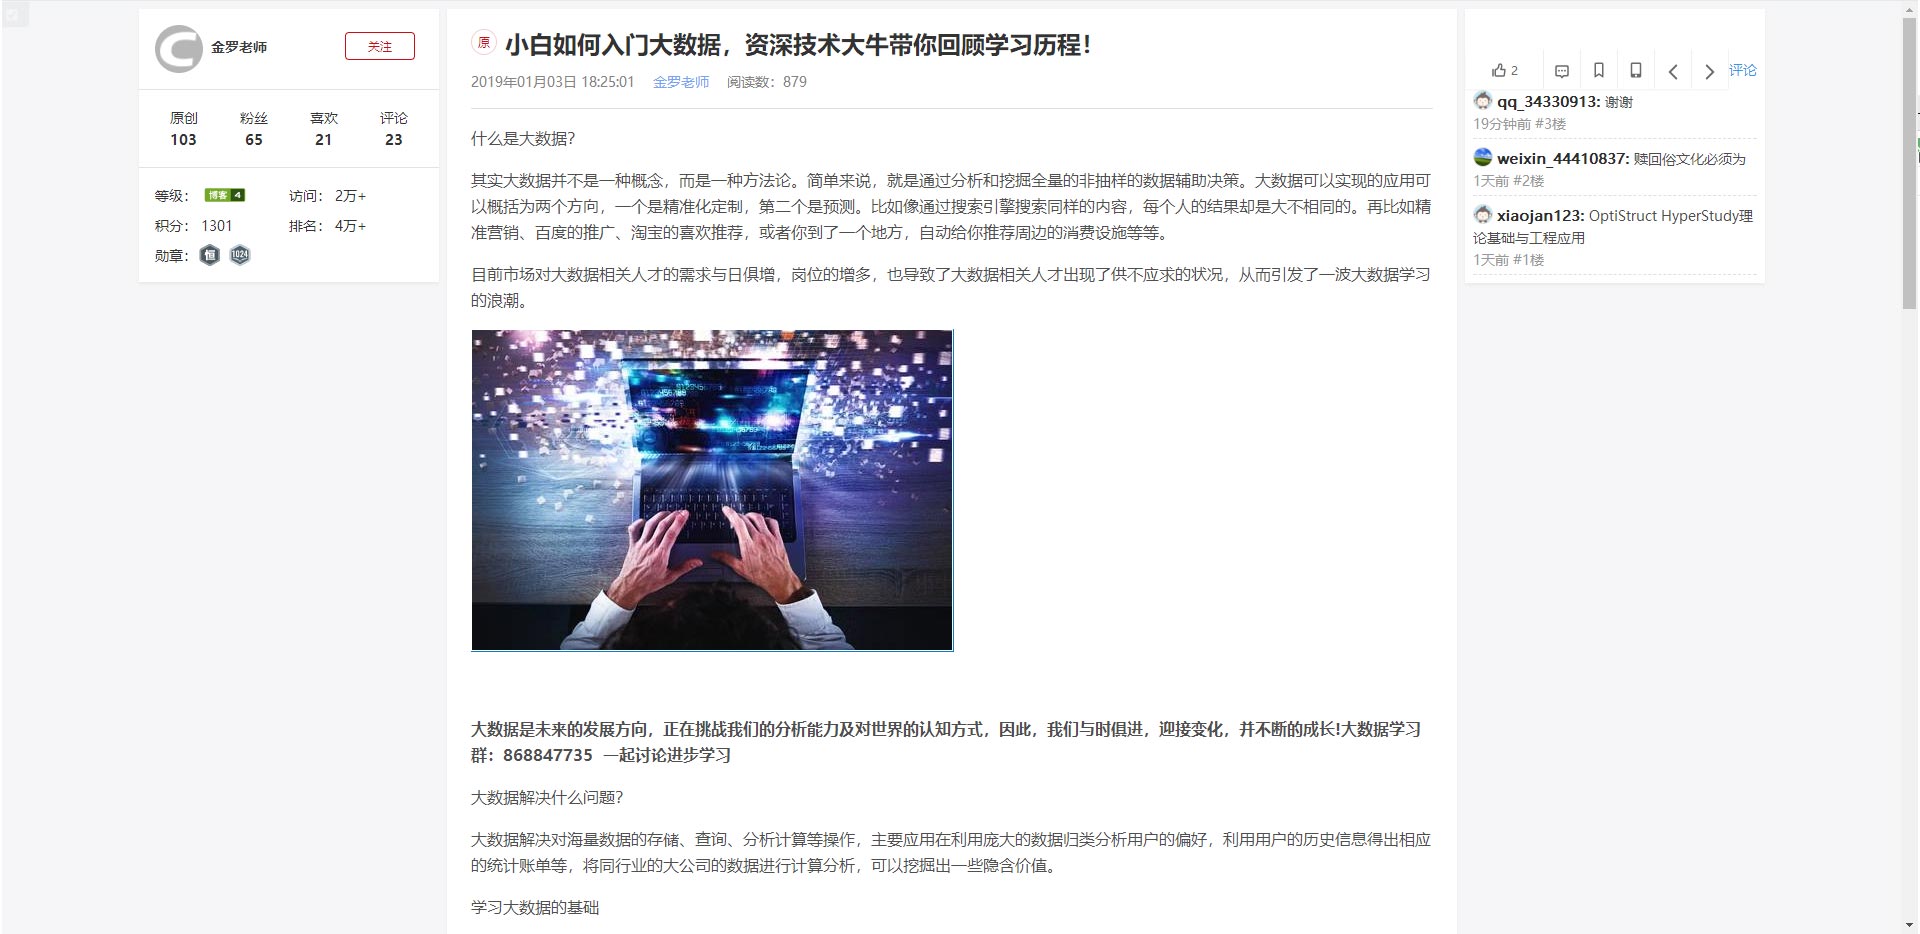 金罗老师
关注
原创 粉丝 喜欢 评论
103 65 21 23
等级： 博客 4 访问： 2万+
积分： 1301 排名： 4万+
勋章： 恒 1024
原 小白如何入门大数据，资深技术大牛带你回顾学习历程！
2019年01月03日 18:25:01 金罗老师 阅读数：879
什么是大数据？
其实大数据并不是一种概念，而是一种方法论。简单来说，就是通过分析和挖掘全量的非抽样的数据辅助决策。大数据可以实现的应用可
以概括为两个方向，一个是精准化定制，第二个是预测。比如像通过搜索引擎搜索同样的内容，每个人的结果却是大不相同的。再比如精
准营销、百度的推广、淘宝的喜欢推荐，或者你到了一个地方，自动给你推荐周边的消费设施等等。
目前市场对大数据相关人才的需求与日俱增，岗位的增多，也导致了大数据相关人才出现了供不应求的状况，从而引发了一波大数据学习
的浪潮。
大数据是未来的发展方向，正在挑战我们的分析能力及对世界的认知方式，因此，我们与时俱进，迎接变化，并不断的成长!大数据学习
群：868847735 一起讨论进步学习
大数据解决什么问题？
大数据解决对海量数据的存储、查询、分析计算等操作，主要应用在利用庞大的数据归类分析用户的偏好，利用用户的历史信息得出相应
的统计账单等，将同行业的大公司的数据进行计算分析，可以挖掘出一些隐含价值。
学习大数据的基础
2 评论
qq_34330913: 谢谢
19分钟前 #3楼
weixin_44410837: 赎回俗文化必须为
1天前 #2楼
xiaojan123: OptiStruct HyperStudy理
论基础与工程应用
1天前 #1楼